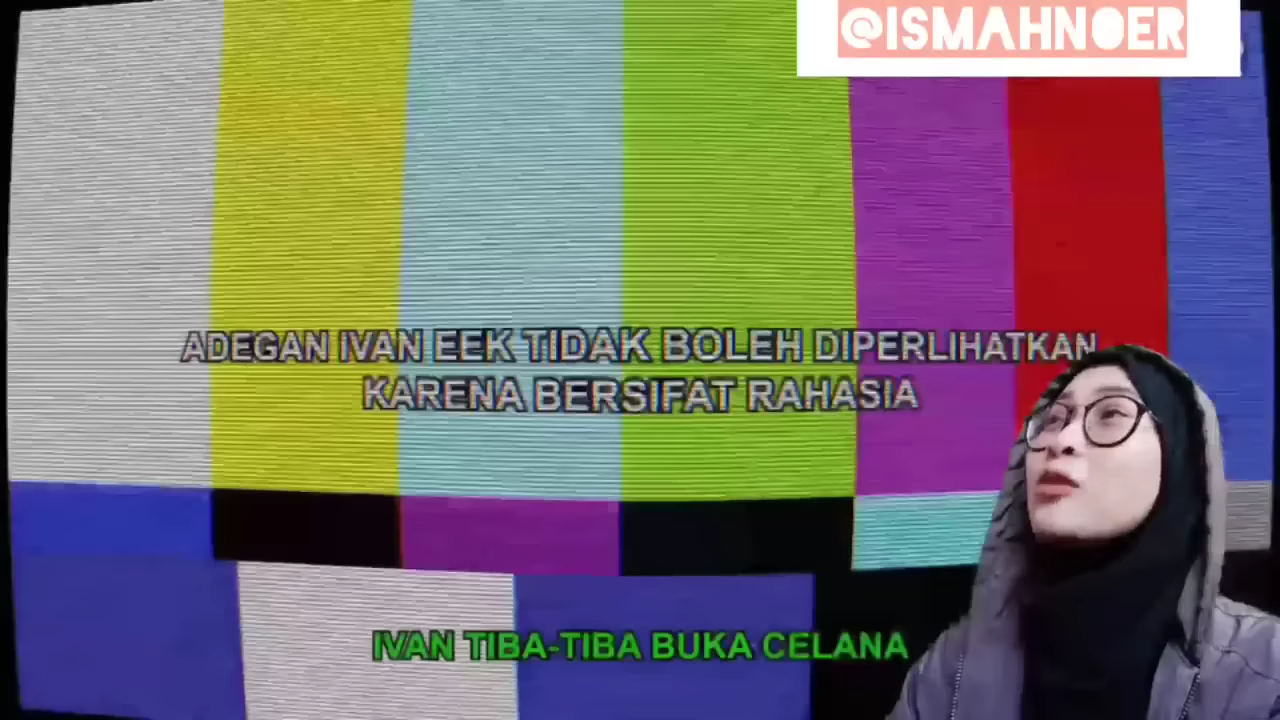 @ISMAHNOER
ADEGAN IVAN EEK TIDAK BOLEH DIPERLIHATKAN
KARENA BERSIFAT RAHASIA
IVAN TIBA-TIBA BUKA CELANA